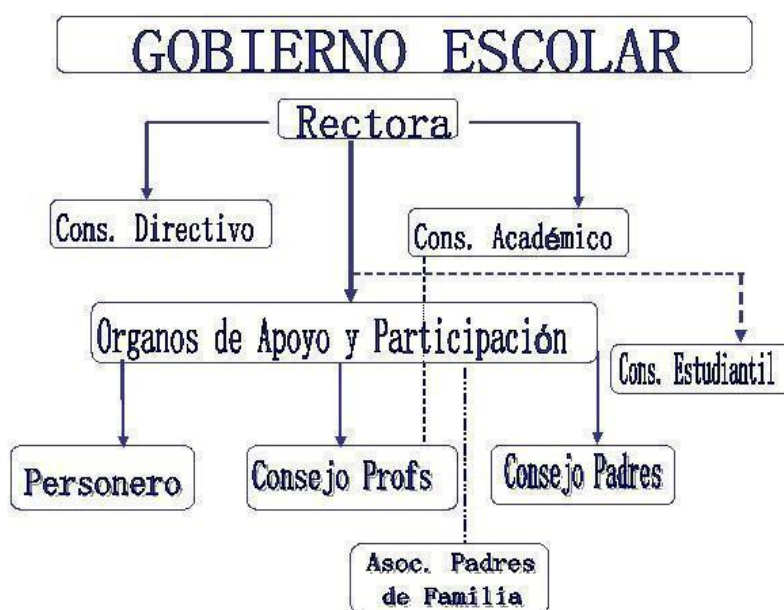 GOBIERNO ESCOLAR
Rectora
Cons. Directivo
Cons. Académico
Organos de Apoyo y Participación
Cons. Estudiantil
Personero
Consejo Profs
Consejo Padres
Asoc. Padres
de Familia